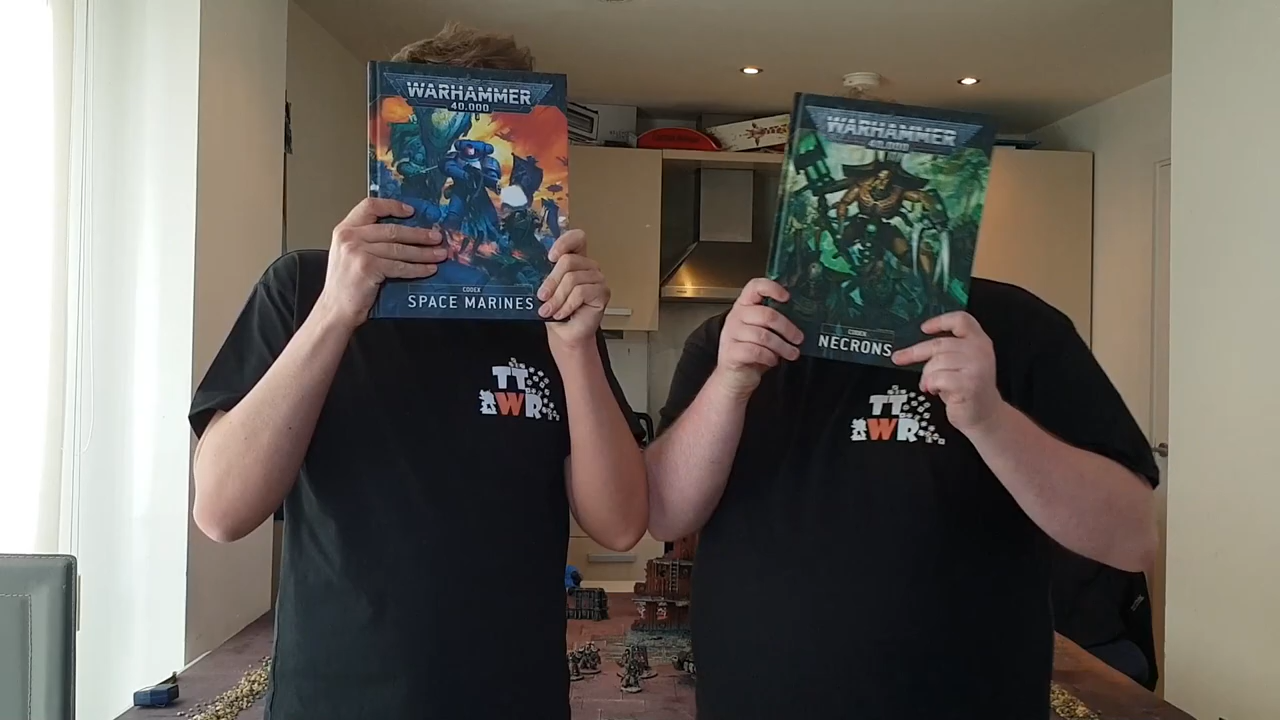 WARHAMMER
40,000
CODEX
SPACE MARINES
WARHAMMER
40,000
CODEX
NECRONS
TT
WR
TT
WR